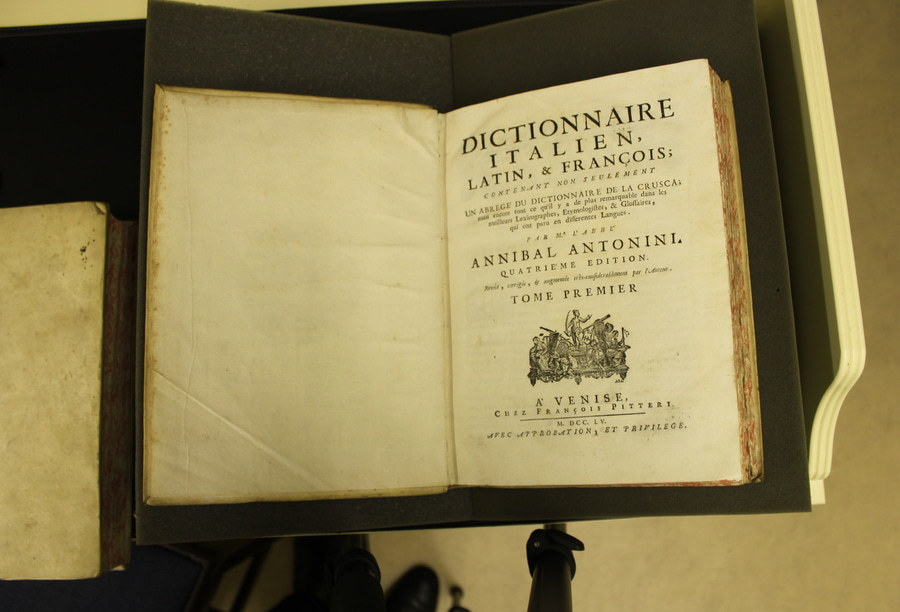 DICTIONNAIRE
ITALIEN,
LATIN, & FRANÇOIS;
CONTENANT NON SEULEMENT
UN ABREGÉ DU DICTIONNAIRE DE LA CRUSCA;
mais encore tout ce qu'il y a de plus remarquable dans les
meilleurs Lexicographes, Etymologistes, & Glossaires,
qui ont paru en differentes Langues.
PAR Mr. L'ABBÉ
ANNIBAL ANTONINI.
QUATRIEME EDITION.
Revûe, corrigée, & augmentée très-considérablement par l'Auteur.
TOME PREMIER
A' VENISE,
CHEZ FRANÇOIS PITTERI.
M. DCC. LV.
AVEC APPROBATION, ET PRIVILEGE.